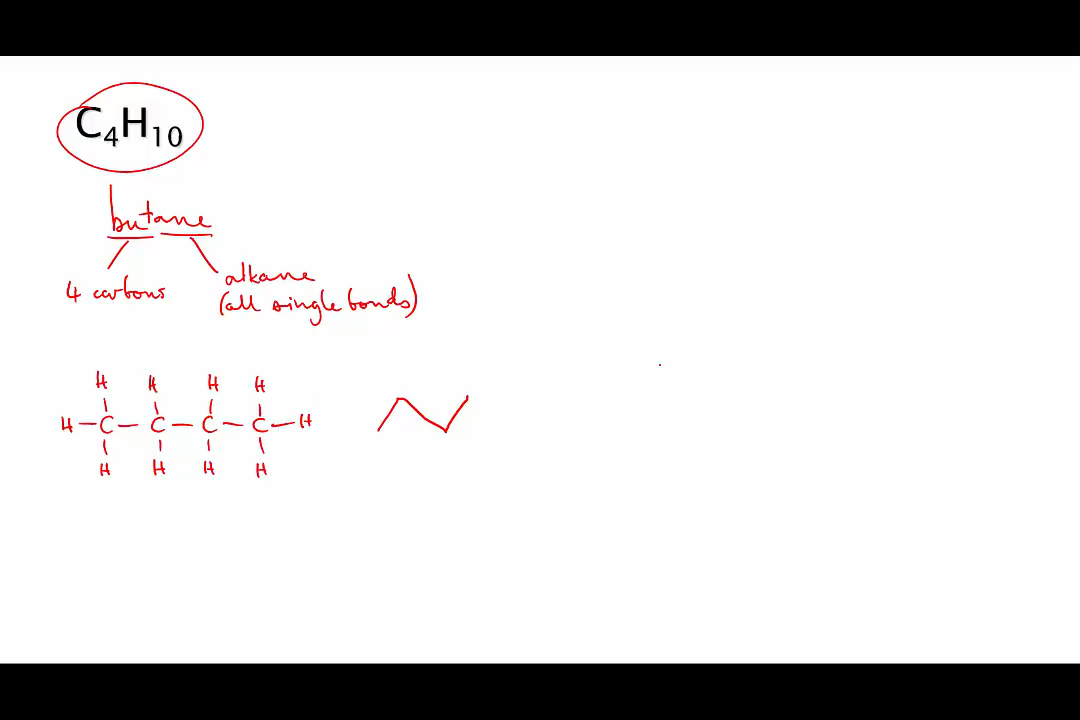 C₄H₁₀
butane
4 carbons
alkane
(all single bonds)
H H H H
H-C-C-C-C-H
H H H H